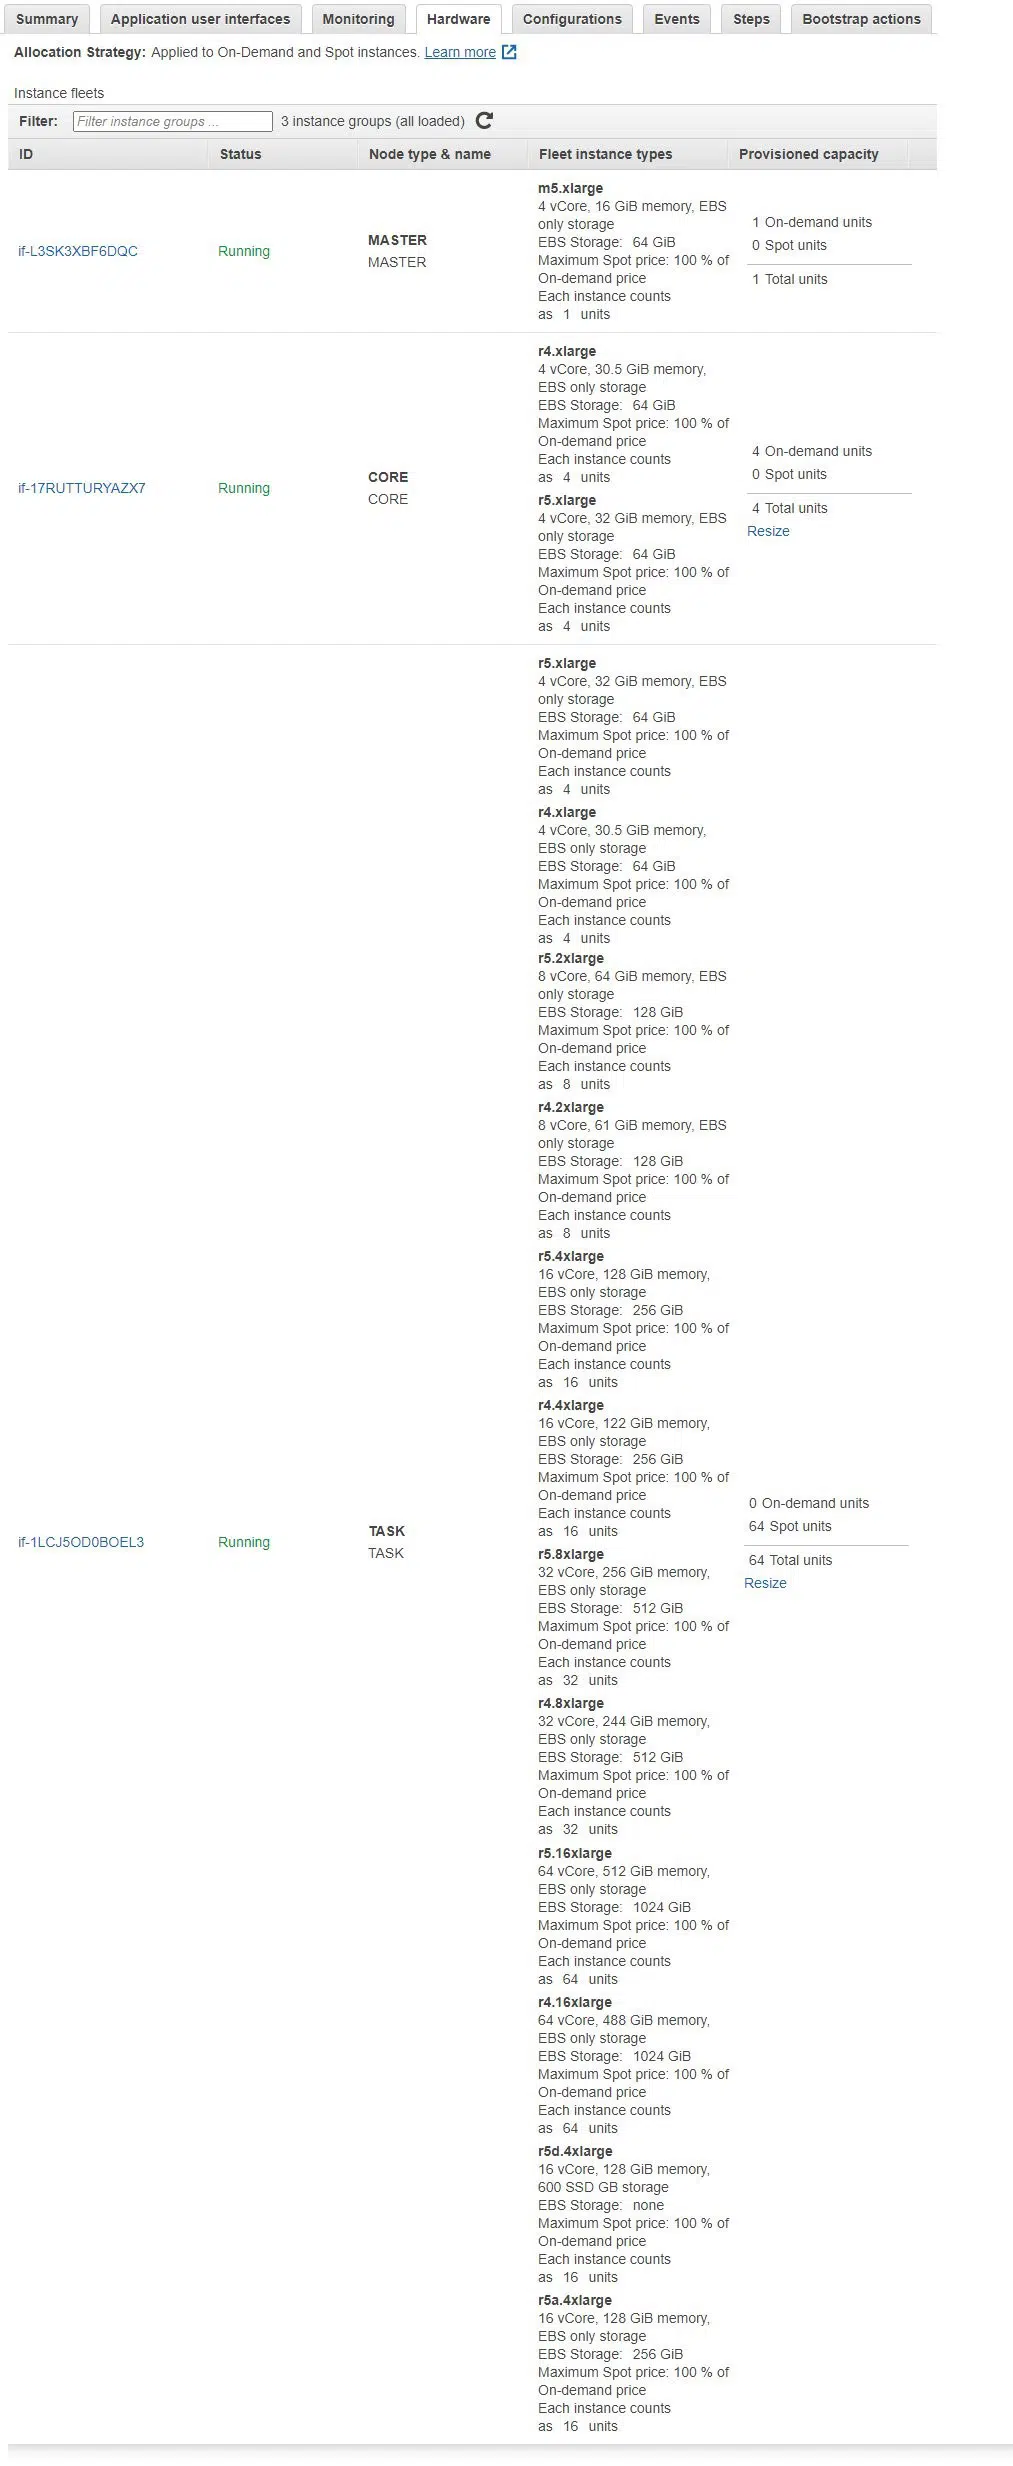 Summary Application user interfaces Monitoring Hardware Configurations Events Steps Bootstrap actions
Allocation Strategy: Applied to On-Demand and Spot instances. Learn more
Instance fleets
Filter: Filter instance groups ... 3 instance groups (all loaded)
ID Status Node type & name Fleet instance types Provisioned capacity
if-L3SK3XBF6DQC
Running
MASTER
MASTER
m5.xlarge
4 vCore, 16 GiB memory, EBS
only storage
EBS Storage: 64 GiB
Maximum Spot price: 100 % of
On-demand price
Each instance counts
as 1 units
1 On-demand units
0 Spot units
1 Total units
if-17RUTTURYAZX7
Running
CORE
CORE
r4.xlarge
4 vCore, 30.5 GiB memory,
EBS only storage
EBS Storage: 64 GiB
Maximum Spot price: 100 % of
On-demand price
Each instance counts
as 4 units
r5.xlarge
4 vCore, 32 GiB memory, EBS
only storage
EBS Storage: 64 GiB
Maximum Spot price: 100 % of
On-demand price
Each instance counts
as 4 units
4 On-demand units
0 Spot units
4 Total units
Resize
if-1LCJ5OD0BOEL3
Running
TASK
TASK
r5.xlarge
4 vCore, 32 GiB memory, EBS
only storage
EBS Storage: 64 GiB
Maximum Spot price: 100 % of
On-demand price
Each instance counts
as 4 units
r4.xlarge
4 vCore, 30.5 GiB memory,
EBS only storage
EBS Storage: 64 GiB
Maximum Spot price: 100 % of
On-demand price
Each instance counts
as 4 units
r5.2xlarge
8 vCore, 64 GiB memory, EBS
only storage
EBS Storage: 128 GiB
Maximum Spot price: 100 % of
On-demand price
Each instance counts
as 8 units
r4.2xlarge
8 vCore, 61 GiB memory, EBS
only storage
EBS Storage: 128 GiB
Maximum Spot price: 100 % of
On-demand price
Each instance counts
as 8 units
r5.4xlarge
16 vCore, 128 GiB memory,
EBS only storage
EBS Storage: 256 GiB
Maximum Spot price: 100 % of
On-demand price
Each instance counts
as 16 units
r4.4xlarge
16 vCore, 122 GiB memory,
EBS only storage
EBS Storage: 256 GiB
Maximum Spot price: 100 % of
On-demand price
Each instance counts
as 16 units
r5.8xlarge
32 vCore, 256 GiB memory,
EBS only storage
EBS Storage: 512 GiB
Maximum Spot price: 100 % of
On-demand price
Each instance counts
as 32 units
r4.8xlarge
32 vCore, 244 GiB memory,
EBS only storage
EBS Storage: 512 GiB
Maximum Spot price: 100 % of
On-demand price
Each instance counts
as 32 units
r5.16xlarge
64 vCore, 512 GiB memory,
EBS only storage
EBS Storage: 1024 GiB
Maximum Spot price: 100 % of
On-demand price
Each instance counts
as 64 units
r4.16xlarge
64 vCore, 488 GiB memory,
EBS only storage
EBS Storage: 1024 GiB
Maximum Spot price: 100 % of
On-demand price
Each instance counts
as 64 units
r5d.4xlarge
16 vCore, 128 GiB memory,
600 SSD GB storage
EBS Storage: none
Maximum Spot price: 100 % of
On-demand price
Each instance counts
as 16 units
r5a.4xlarge
16 vCore, 128 GiB memory,
EBS only storage
EBS Storage: 256 GiB
Maximum Spot price: 100 % of
On-demand price
Each instance counts
as 16 units
0 On-demand units
64 Spot units
64 Total units
Resize